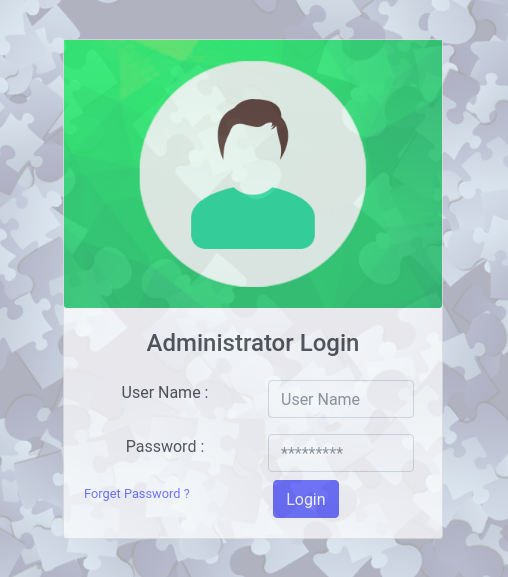 Administrator Login
User Name : User Name
Password : *********
Forget Password ? Login